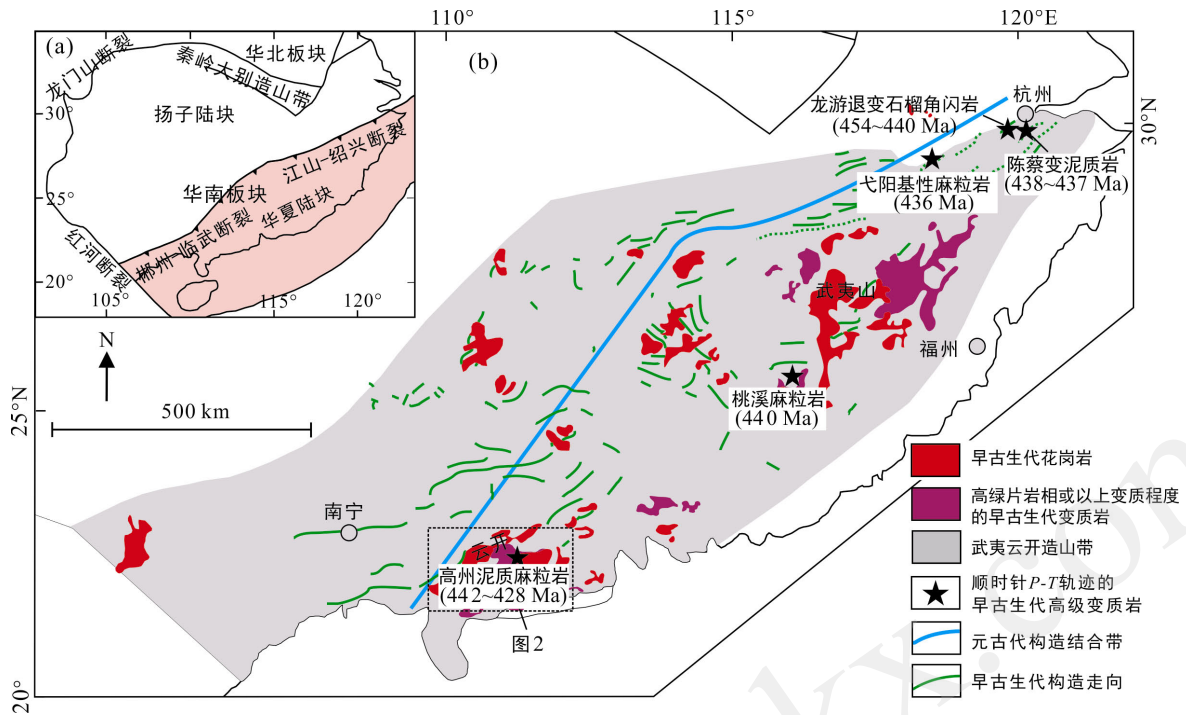 110°
115°
120°E
(a)
华北板块
秦岭大别造山带
龙门山断裂
30°
扬子陆块
江山-绍兴断裂
25°
华南板块
华夏陆块
郴州-临武断裂
红河断裂
20°
105°
115°
120°
(b)
龙游退变石榴角闪岩
(454~440 Ma)
杭州
30°N
陈蔡变泥质岩
(438~437 Ma)
弋阳基性麻粒岩
(436 Ma)
武夷山
福州
桃溪麻粒岩
(440 Ma)
N
500 km
25°N
南宁
云开
高州泥质麻粒岩
(442~428 Ma)
图2
20°
早古生代花岗岩
高绿片岩相或以上变质程度
的早古生代变质岩
武夷云开造山带
顺时针P-T轨迹的
早古生代高级变质岩
元古代构造结合带
早古生代构造走向